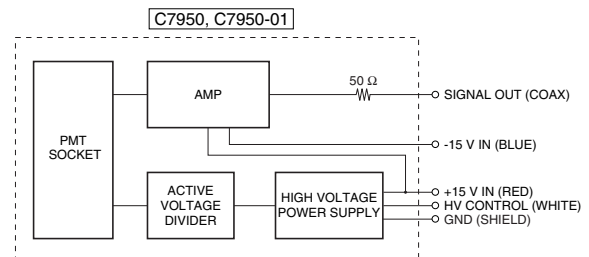 C7950, C7950-01
50 Ω
AMP
SIGNAL OUT (COAX)
PMT
SOCKET
-15 V IN (BLUE)
ACTIVE
VOLTAGE
DIVIDER
HIGH VOLTAGE
POWER SUPPLY
+15 V IN (RED)
HV CONTROL (WHITE)
GND (SHIELD)